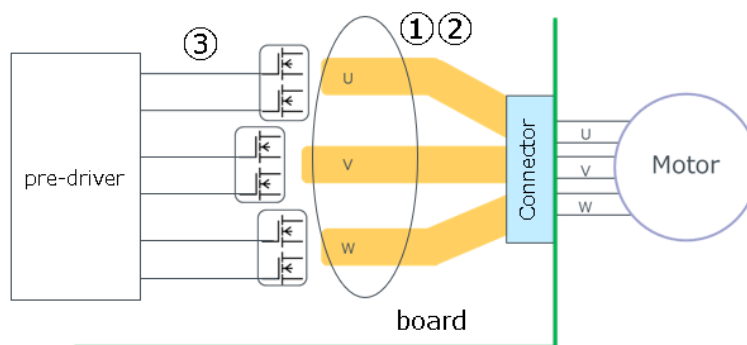 ③
①②
U
pre-driver
V
W
Connector
U
V
W
Motor
board